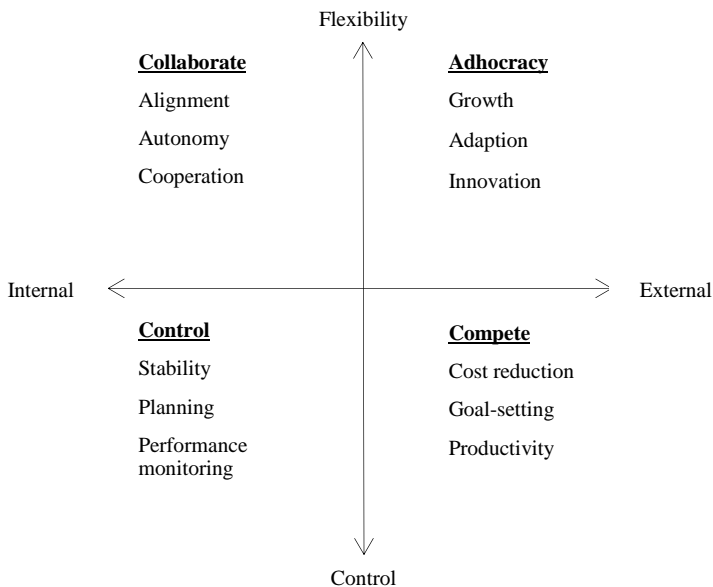 Flexibility
Collaborate
Alignment
Autonomy
Cooperation
Adhocracy
Growth
Adaption
Innovation
Internal
External
Control
Stability
Planning
Performance
monitoring
Compete
Cost reduction
Goal-setting
Productivity
Control